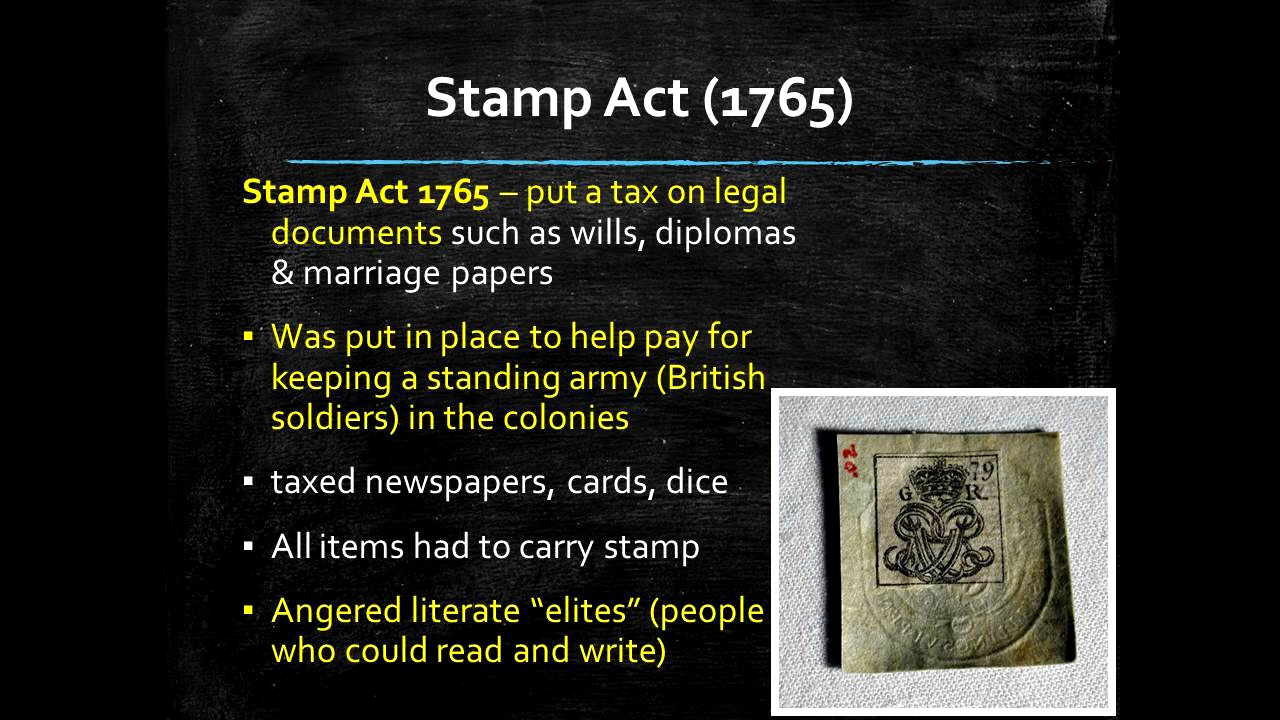 Stamp Act (1765)
Stamp Act 1765 – put a tax on legal
documents such as wills, diplomas
& marriage papers
▪ Was put in place to help pay for
keeping a standing army (British
soldiers) in the colonies
▪ taxed newspapers, cards, dice
▪ All items had to carry stamp
▪ Angered literate “elites” (people
who could read and write)
79
G R